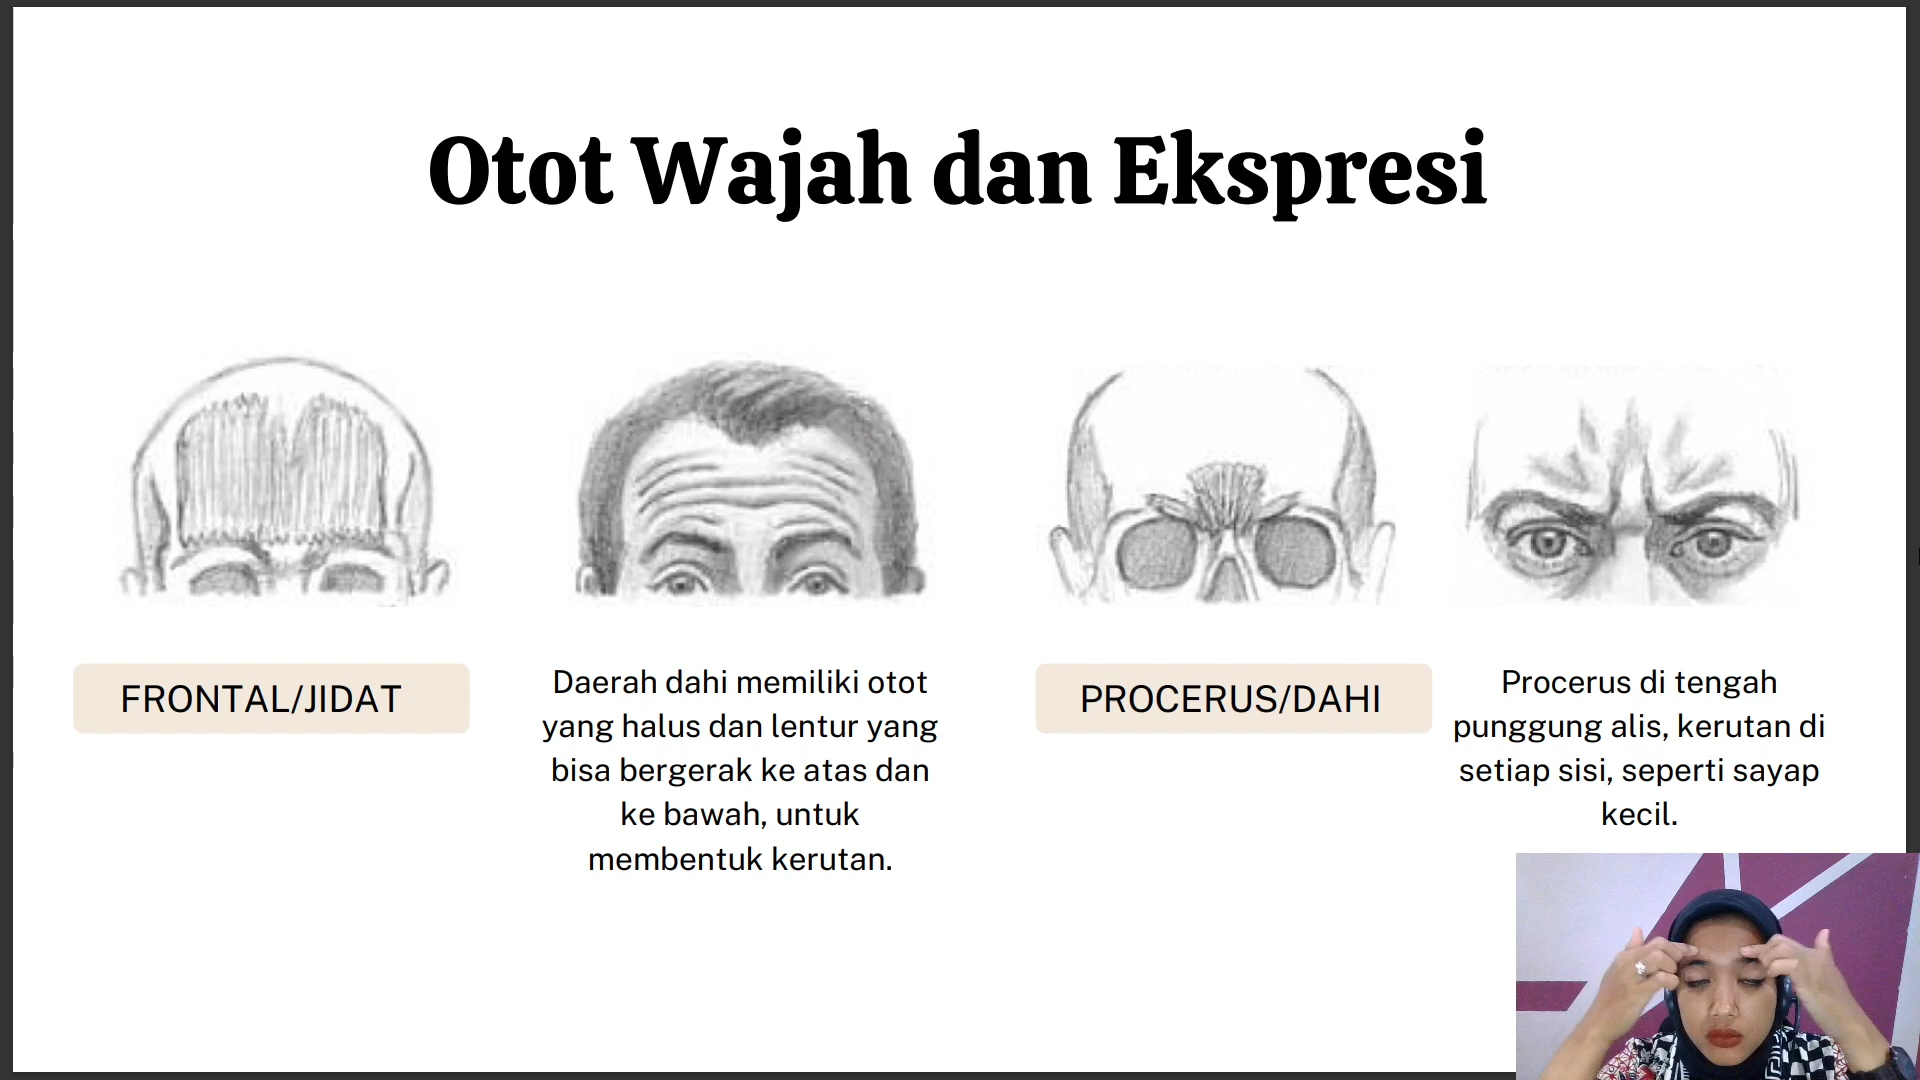 Otot Wajah dan Ekspresi
FRONTAL/JIDAT
Daerah dahi memiliki otot
yang halus dan lentur yang
bisa bergerak ke atas dan
ke bawah, untuk
membentuk kerutan.
PROCERUS/DAHI
Procerus di tengah
punggung alis, kerutan di
setiap sisi, seperti sayap
kecil.